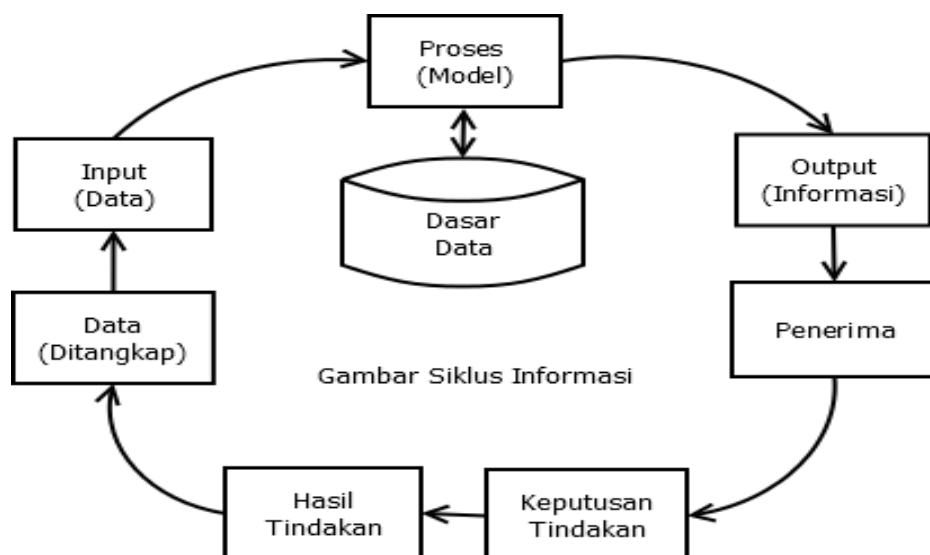 Proses
(Model)
Input
(Data)
Output
(Informasi)
Dasar
Data
Data
(Ditangkap)
Penerima
Gambar Siklus Informasi
Hasil
Tindakan
Keputusan
Tindakan